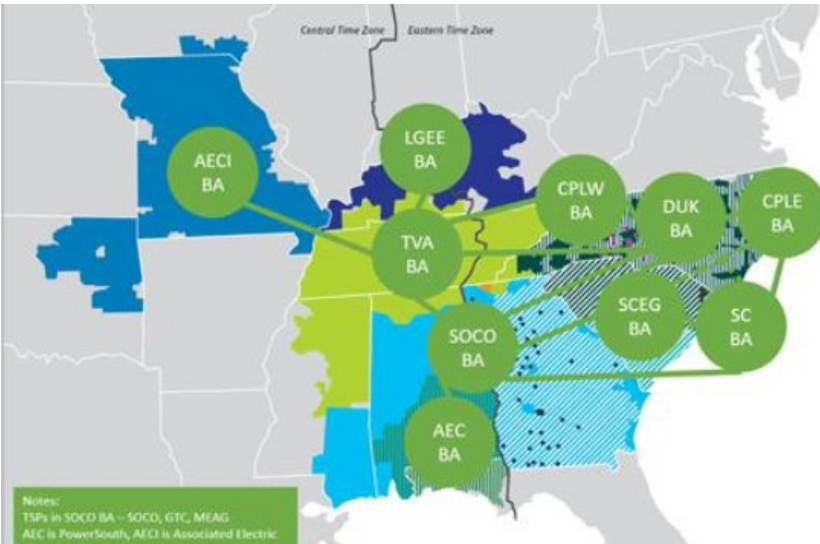 Central Time Zone
Eastern Time Zone
LGEE
BA
AECI
BA
CPLW
BA
DUK
BA
CPLE
BA
TVA
BA
SCEG
BA
SC
BA
SOCO
BA
AEC
BA
Notes:
TSPs in SOCO BA – SOCO, GTC, MEAG
AEC is PowerSouth, AECI is Associated Electric